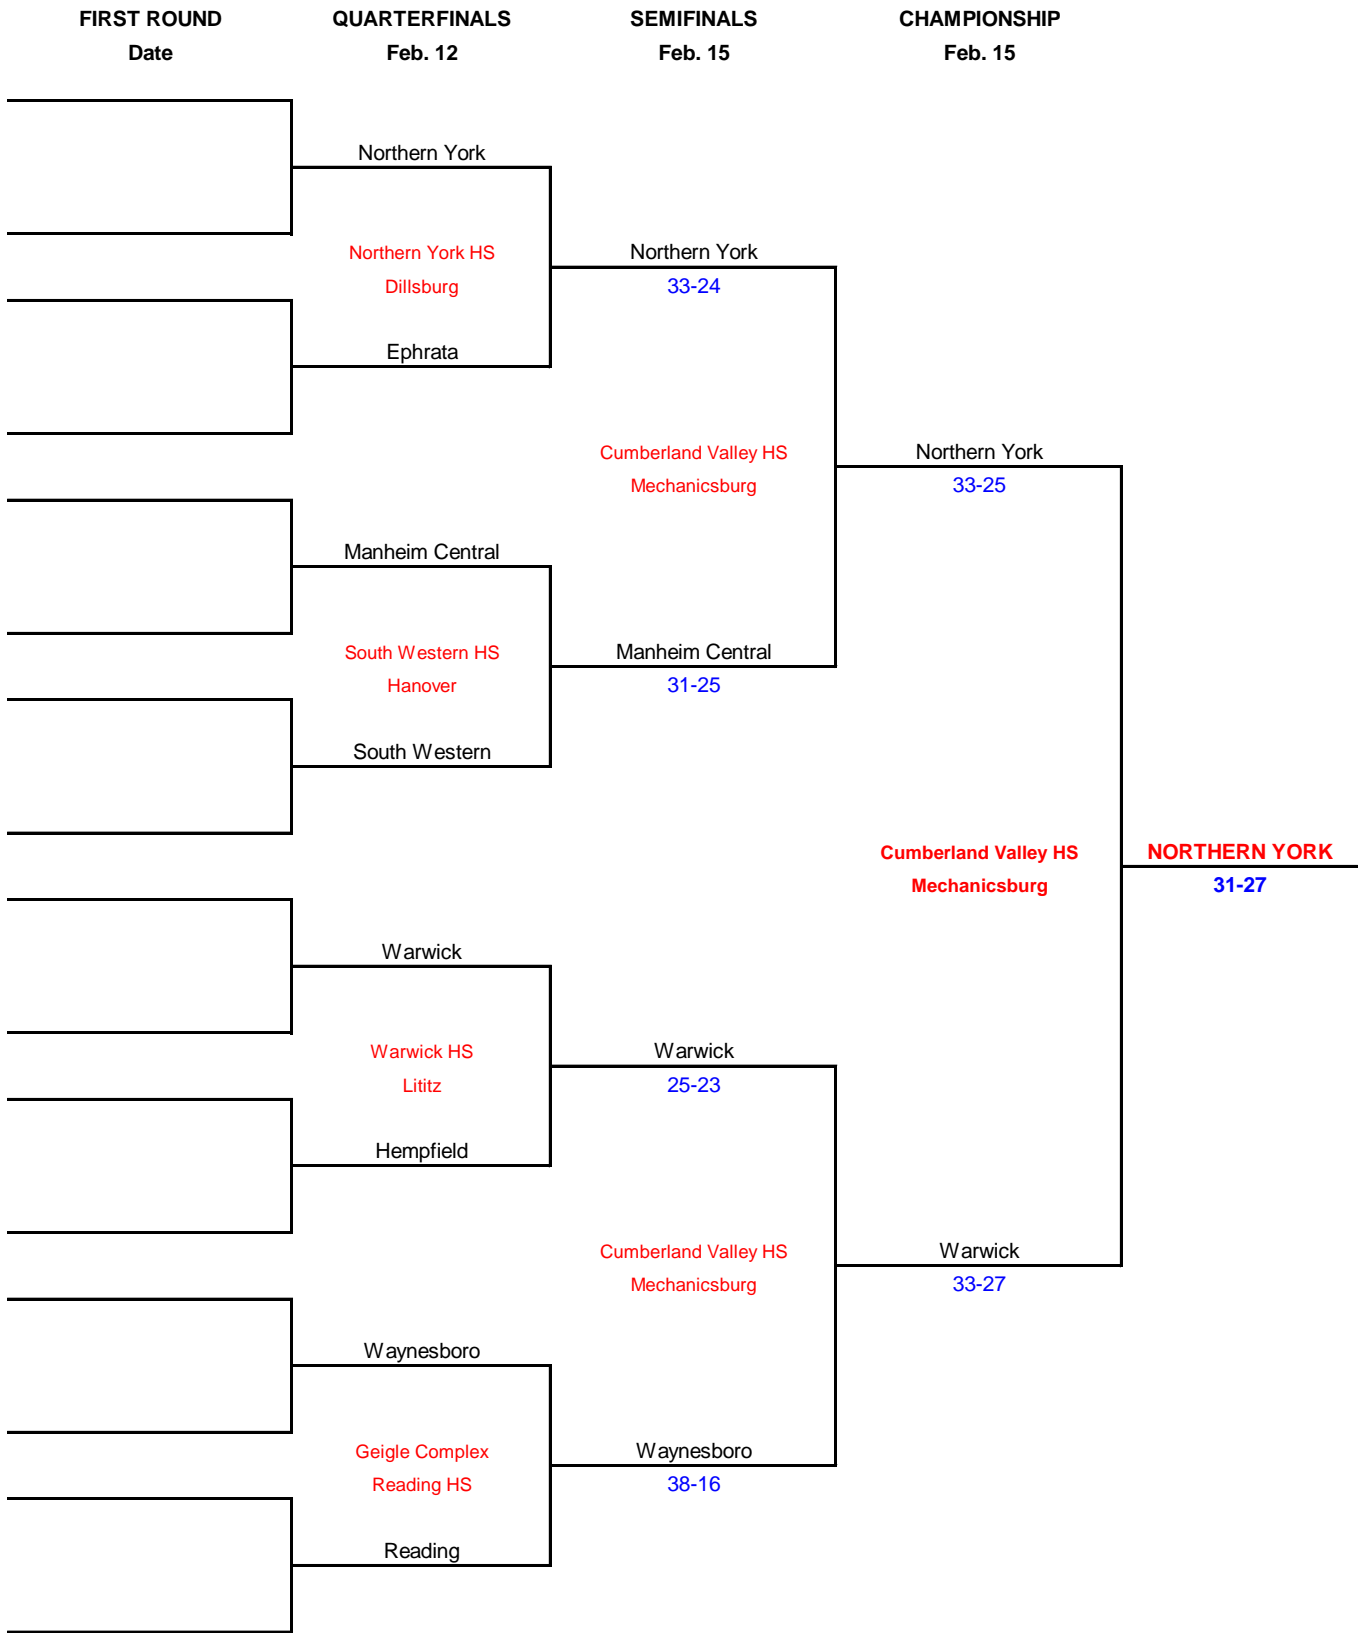 FIRST ROUND QUARTERFINALS SEMIFINALS CHAMPIONSHIP
Date Feb. 12 Feb. 15 Feb. 15
Northern York
Northern York HS Northern York
Dillsburg 33-24
Ephrata
Cumberland Valley HS Northern York
Mechanicsburg 33-25
Manheim Central
South Western HS Manheim Central
Hanover 31-25
South Western
Cumberland Valley HS NORTHERN YORK
Mechanicsburg 31-27
Warwick
Warwick HS Warwick
Lititz 25-23
Hempfield
Cumberland Valley HS Warwick
Mechanicsburg 33-27
Waynesboro
Geigle Complex Waynesboro
Reading HS 38-16
Reading